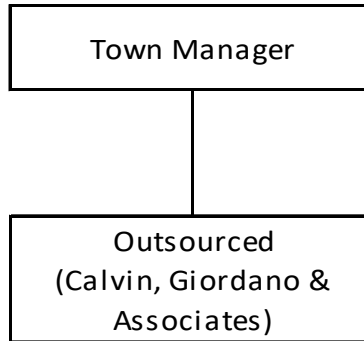 Town Manager
Outsourced
(Calvin, Giordano &
Associates)